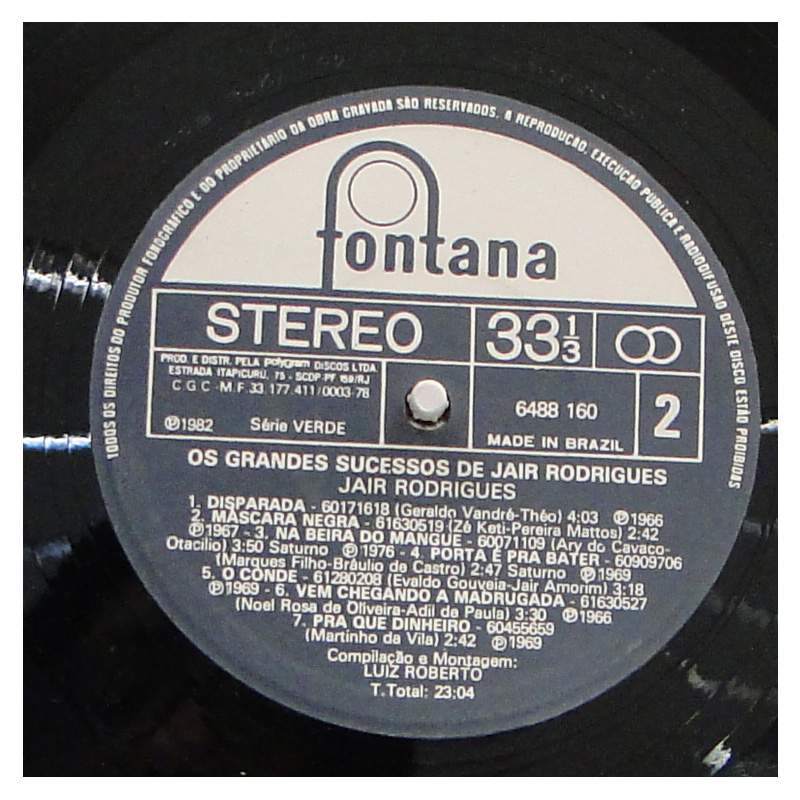 TODOS OS DIREITOS DO PRODUTOR FONOGRÁFICO E DO PROPRIETÁRIO DA OBRA GRAVADA SÃO RESERVADOS. A REPRODUÇÃO, EXECUÇÃO PÚBLICA E RADIODIFUSÃO DESTE DISCO ESTÃO PROIBIDAS
fontana
STEREO
33 1/3
PROD. E DISTR. PELA polygram DISCOS LTDA.
ESTRADA ITAPICURU, 75 - SCDP-PF 159/RJ
C G C - M.F. 33.177.411/0003-78
℗1982 Série VERDE
6488 160
MADE IN BRAZIL
2
OS GRANDES SUCESSOS DE JAIR RODRIGUES
JAIR RODRIGUES
1. DISPARADA - 60171618 (Geraldo Vandré-Théo) 4:03 ℗1966
2. MÁSCARA NEGRA - 61630519 (Zé Keti-Pereira Mattos) 2:42
℗1967 - 3. NA BEIRA DO MANGUE - 60071109 (Ary do Cavaco-
Otacilio) 3:50 Saturno ℗1976 - 4. PORTA É PRA BATER - 60909706
(Marques Filho-Bráulio de Castro) 2:47 Saturno ℗1969
5. O CONDE - 61280208 (Evaldo Gouveia-Jair Amorim) 3:18
℗1969 - 6. VEM CHEGANDO A MADRUGADA - 61630527
(Noel Rosa de Oliveira-Adil de Paula) 3:30 ℗1966
7. PRA QUE DINHEIRO - 60455659
(Martinho da Vila) 2:42 ℗1969
Compilação e Montagem:
LUIZ ROBERTO
T.Total: 23:04